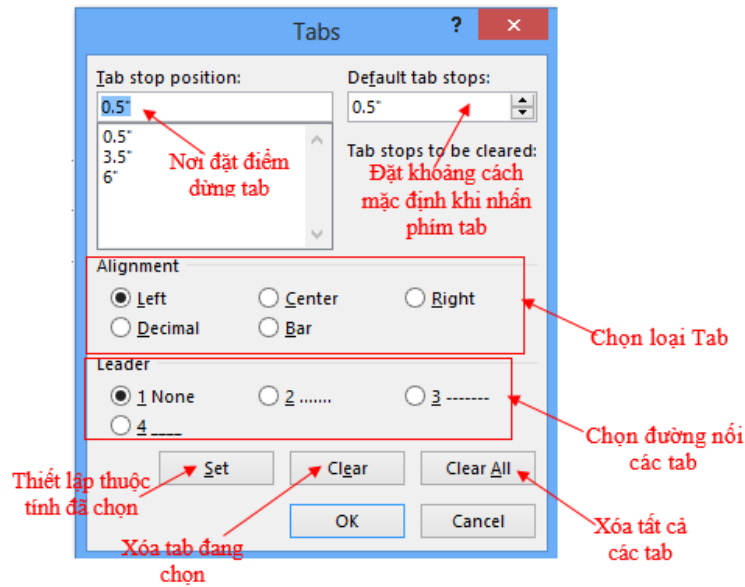 Tabs ? ×
Tab stop position:
Default tab stops:
0.5"
0.5"
0.5"
3.5"
6"
Nơi đặt điểm
dừng tab
Tab stops to be cleared:
Đặt khoảng cách
mặc định khi nhấn
phím tab
Alignment
Left
Center
Right
Decimal
Bar
Chọn loại Tab
Leader
1 None
2 .......
3 -------
4 ____
Chọn đường nối
các tab
Set
Clear
Clear All
Thiết lập thuộc
tính đã chọn
OK
Cancel
Xóa tab đang
chọn
Xóa tất cả
các tab